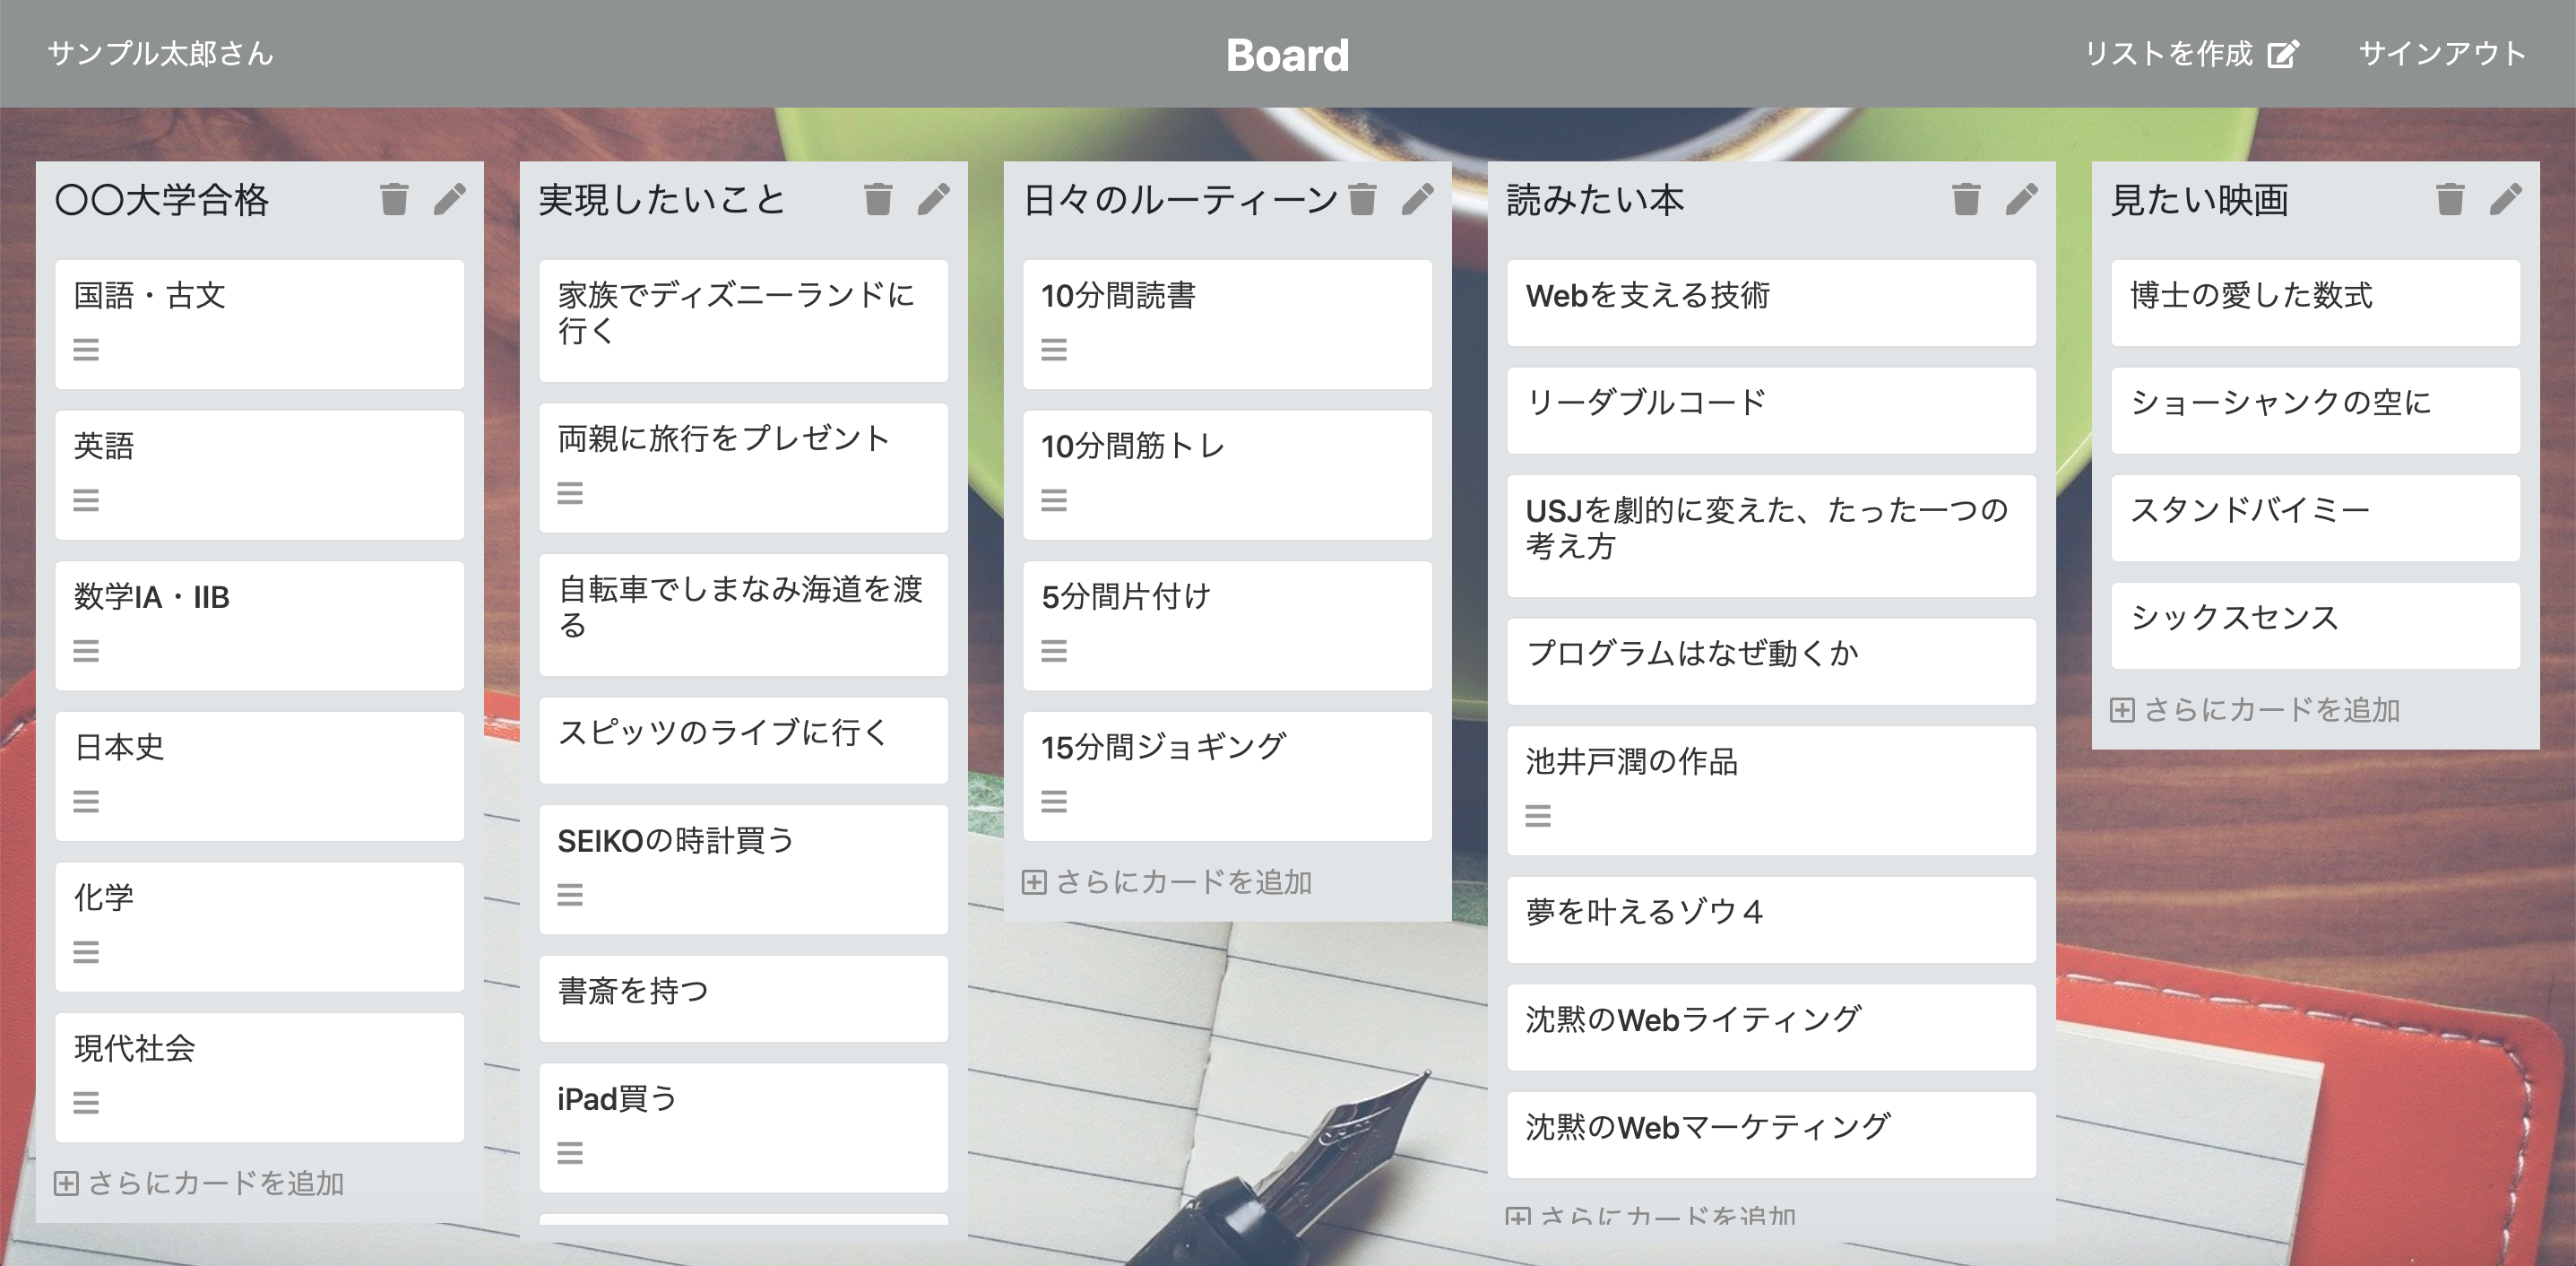 サンプル太郎さん
Board
リストを作成
サインアウト
〇〇大学合格
国語・古文
英語
数学IA・IIB
日本史
化学
現代社会
さらにカードを追加
実現したいこと
家族でディズニーランドに
行く
両親に旅行をプレゼント
自転車でしまなみ海道を渡
る
スピッツのライブに行く
SEIKOの時計買う
書斎を持つ
iPad買う
日々のルーティーン
10分間読書
10分間筋トレ
5分間片付け
15分間ジョギング
さらにカードを追加
読みたい本
Webを支える技術
リーダブルコード
USJを劇的に変えた、たった一つの
考え方
プログラムはなぜ動くか
池井戸潤の作品
夢を叶えるゾウ４
沈黙のWebライティング
沈黙のWebマーケティング
さらにカードを追加
見たい映画
博士の愛した数式
ショーシャンクの空に
スタンドバイミー
シックスセンス
さらにカードを追加